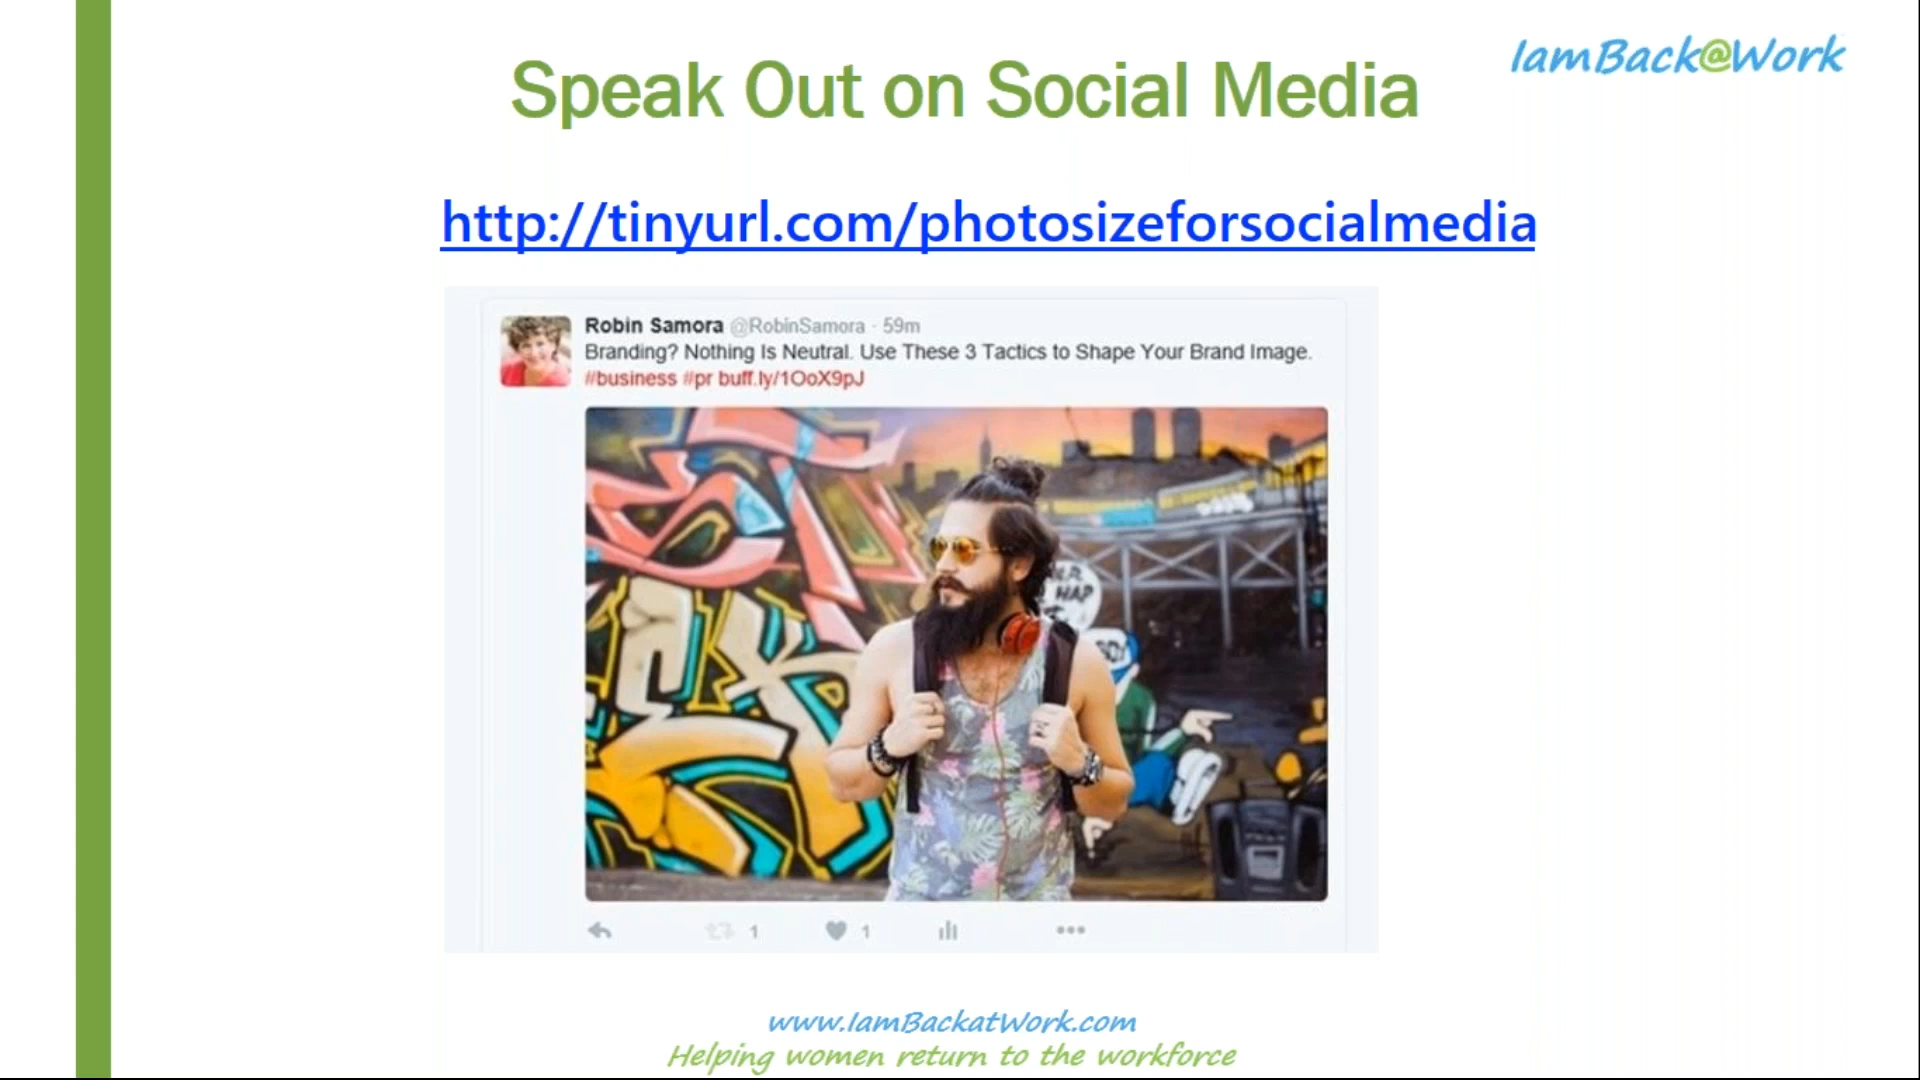 IamBack@Work
Speak Out on Social Media
http://tinyurl.com/photosizeforsocialmedia
Robin Samora @RobinSamora · 59m
Branding? Nothing Is Neutral. Use These 3 Tactics to Shape Your Brand Image.
#business #pr buff.ly/1OoX9pJ
HAP
1 1
www.IamBackatWork.com
Helping women return to the workforce